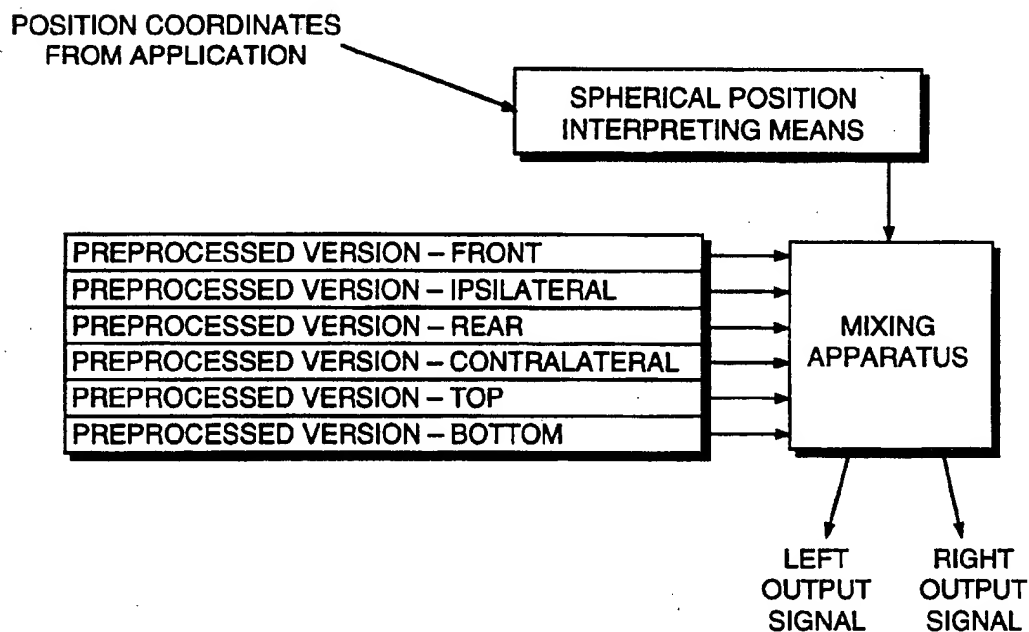 POSITION COORDINATES
FROM APPLICATION
SPHERICAL POSITION
INTERPRETING MEANS
PREPROCESSED VERSION – FRONT
PREPROCESSED VERSION – IPSILATERAL
PREPROCESSED VERSION – REAR
PREPROCESSED VERSION – CONTRALATERAL
PREPROCESSED VERSION – TOP
PREPROCESSED VERSION – BOTTOM
MIXING
APPARATUS
LEFT
OUTPUT
SIGNAL
RIGHT
OUTPUT
SIGNAL